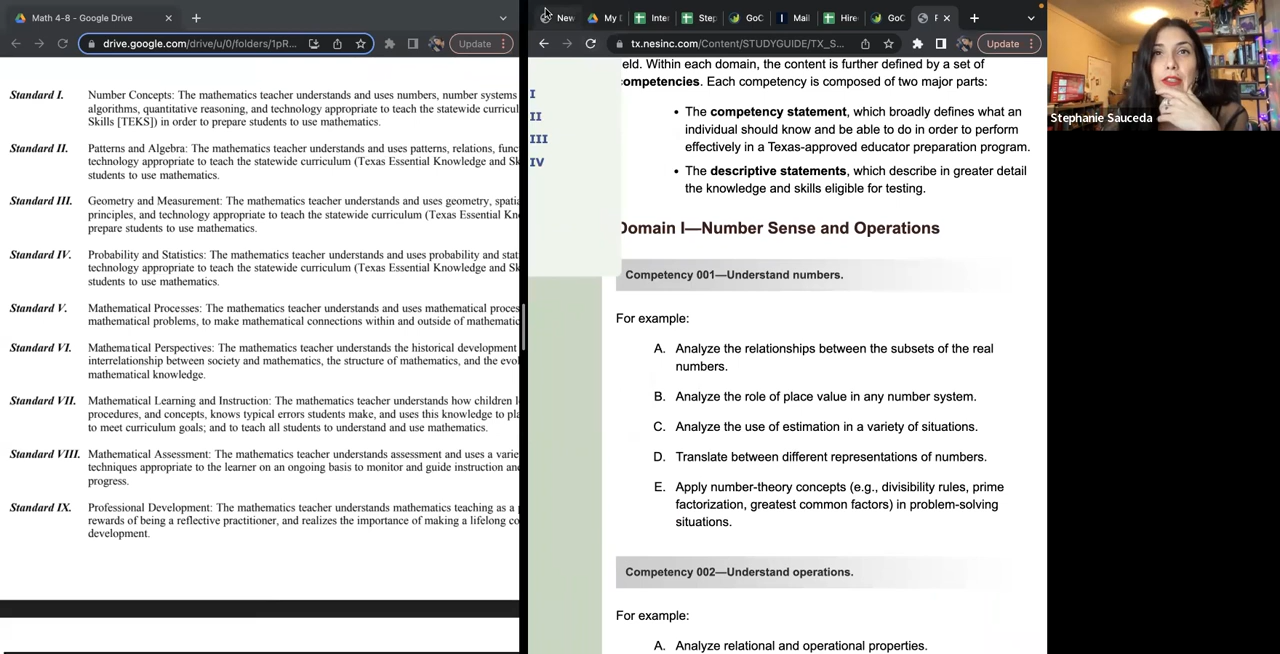 Math 4-8 - Google Drive
drive.google.com/drive/u/0/folders/1pR...
Update
Standard I. Number Concepts: The mathematics teacher understands and uses numbers, number systems
algorithms, quantitative reasoning, and technology appropriate to teach the statewide curricul
Skills [TEKS]) in order to prepare students to use mathematics.
Standard II. Patterns and Algebra: The mathematics teacher understands and uses patterns, relations, func
technology appropriate to teach the statewide curriculum (Texas Essential Knowledge and Sk
students to use mathematics.
Standard III. Geometry and Measurement: The mathematics teacher understands and uses geometry, spatia
principles, and technology appropriate to teach the statewide curriculum (Texas Essential Kn
prepare students to use mathematics.
Standard IV. Probability and Statistics: The mathematics teacher understands and uses probability and stat
technology appropriate to teach the statewide curriculum (Texas Essential Knowledge and Sk
students to use mathematics.
Standard V. Mathematical Processes: The mathematics teacher understands and uses mathematical proces
mathematical problems, to make mathematical connections within and outside of mathematic
Standard VI. Mathematical Perspectives: The mathematics teacher understands the historical development
interrelationship between society and mathematics, the structure of mathematics, and the evol
mathematical knowledge.
Standard VII. Mathematical Learning and Instruction: The mathematics teacher understands how children l
procedures, and concepts, knows typical errors students make, and uses this knowledge to pla
to meet curriculum goals; and to teach all students to understand and use mathematics.
Standard VIII. Mathematical Assessment: The mathematics teacher understands assessment and uses a varie
techniques appropriate to the learner on an ongoing basis to monitor and guide instruction and
progress.
Standard IX. Professional Development: The mathematics teacher understands mathematics teaching as a p
rewards of being a reflective practitioner, and realizes the importance of making a lifelong co
development.
New
My D
Inte
Step
GoC
Mail
Hire
GoC
tx.nesinc.com/Content/STUDYGUIDE/TX_S...
Update
I
II
III
IV
ield. Within each domain, the content is further defined by a set of
competencies. Each competency is composed of two major parts:
• The competency statement, which broadly defines what an
individual should know and be able to do in order to perform
effectively in a Texas-approved educator preparation program.
• The descriptive statements, which describe in greater detail
the knowledge and skills eligible for testing.
Domain I—Number Sense and Operations
Competency 001—Understand numbers.
For example:
A. Analyze the relationships between the subsets of the real
numbers.
B. Analyze the role of place value in any number system.
C. Analyze the use of estimation in a variety of situations.
D. Translate between different representations of numbers.
E. Apply number-theory concepts (e.g., divisibility rules, prime
factorization, greatest common factors) in problem-solving
situations.
Competency 002—Understand operations.
For example:
A. Analyze relational and operational properties.
Stephanie Sauceda